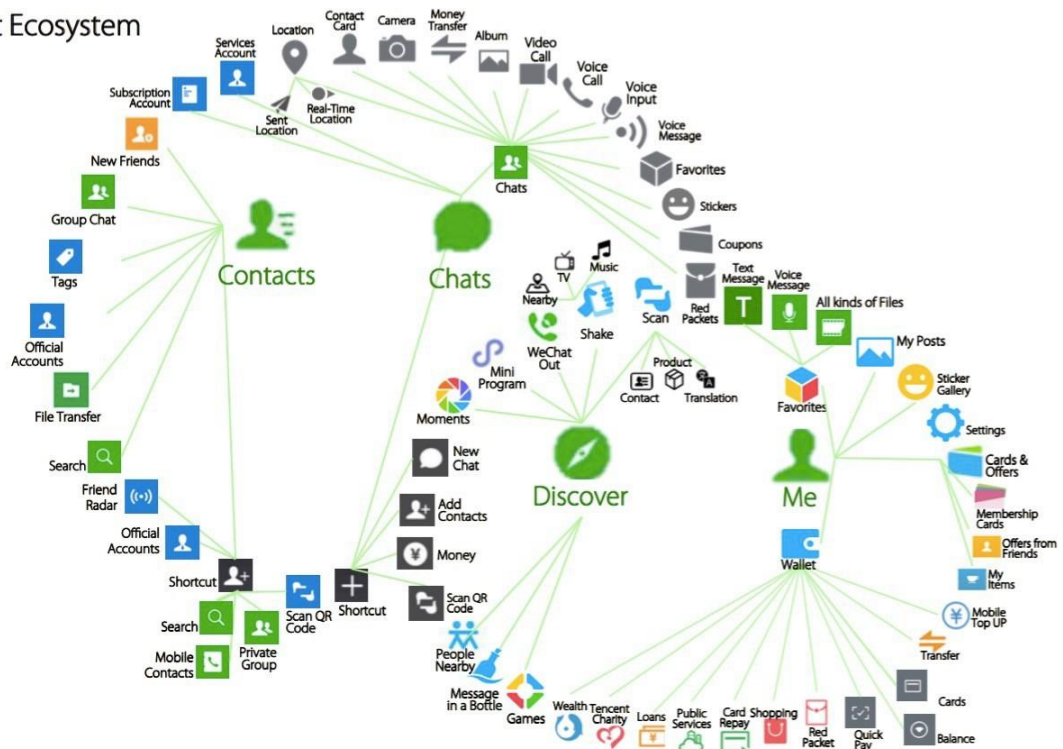 t Ecosystem
Services
Account
Location
Contact
Card
Camera
Money
Transfer
Album
Video
Call
Voice
Call
Voice
Input
Voice
Message
Favorites
Stickers
Coupons
Red
Packets
Subscription
Account
Sent
Location
Real-Time
Location
Chats
New Friends
Group Chat
Tags
Official
Accounts
File Transfer
Search
Friend
Radar
Official
Accounts
Shortcut
Search
Mobile
Contacts
Private
Group
Scan QR
Code
Contacts
Chats
Shortcut
New
Chat
Add
Contacts
Money
Scan QR
Code
Nearby
TV
Music
Shake
Scan
WeChat
Out
Mini
Program
Moments
Product
Contact
Translation
Discover
People
Nearby
Message
in a Bottle
Games
Text
Message
T
Voice
Message
All kinds of Files
Favorites
My Posts
Sticker
Gallery
Settings
Cards &
Offers
Membership
Cards
Offers from
Friends
My
Items
Me
Wallet
Mobile
Top UP
Transfer
Cards
Balance
Quick
Pay
Red
Packet
Shopping
Card
Repay
Public
Services
Loans
Tencent
Charity
Wealth